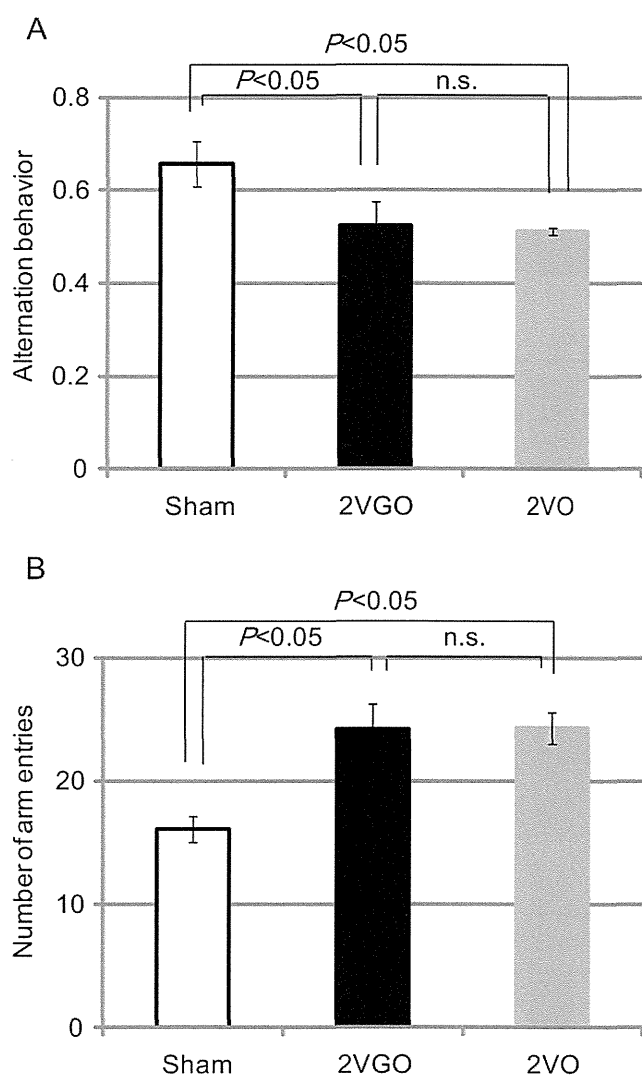 A
P<0.05
P<0.05 n.s.
0.8
0.6
0.4
0.2
0
Alternation behavior
Sham 2VGO 2VO
B
P<0.05
P<0.05 n.s.
30
20
10
0
Number of arm entries
Sham 2VGO 2VO